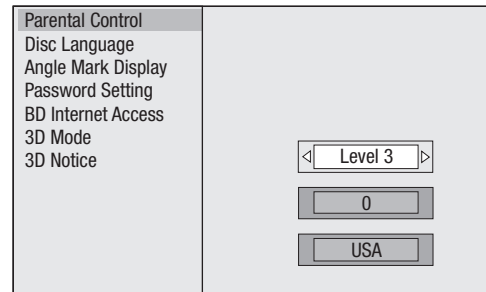 Parental Control
Disc Language
Angle Mark Display
Password Setting
BD Internet Access
3D Mode
3D Notice
Level 3
0
USA